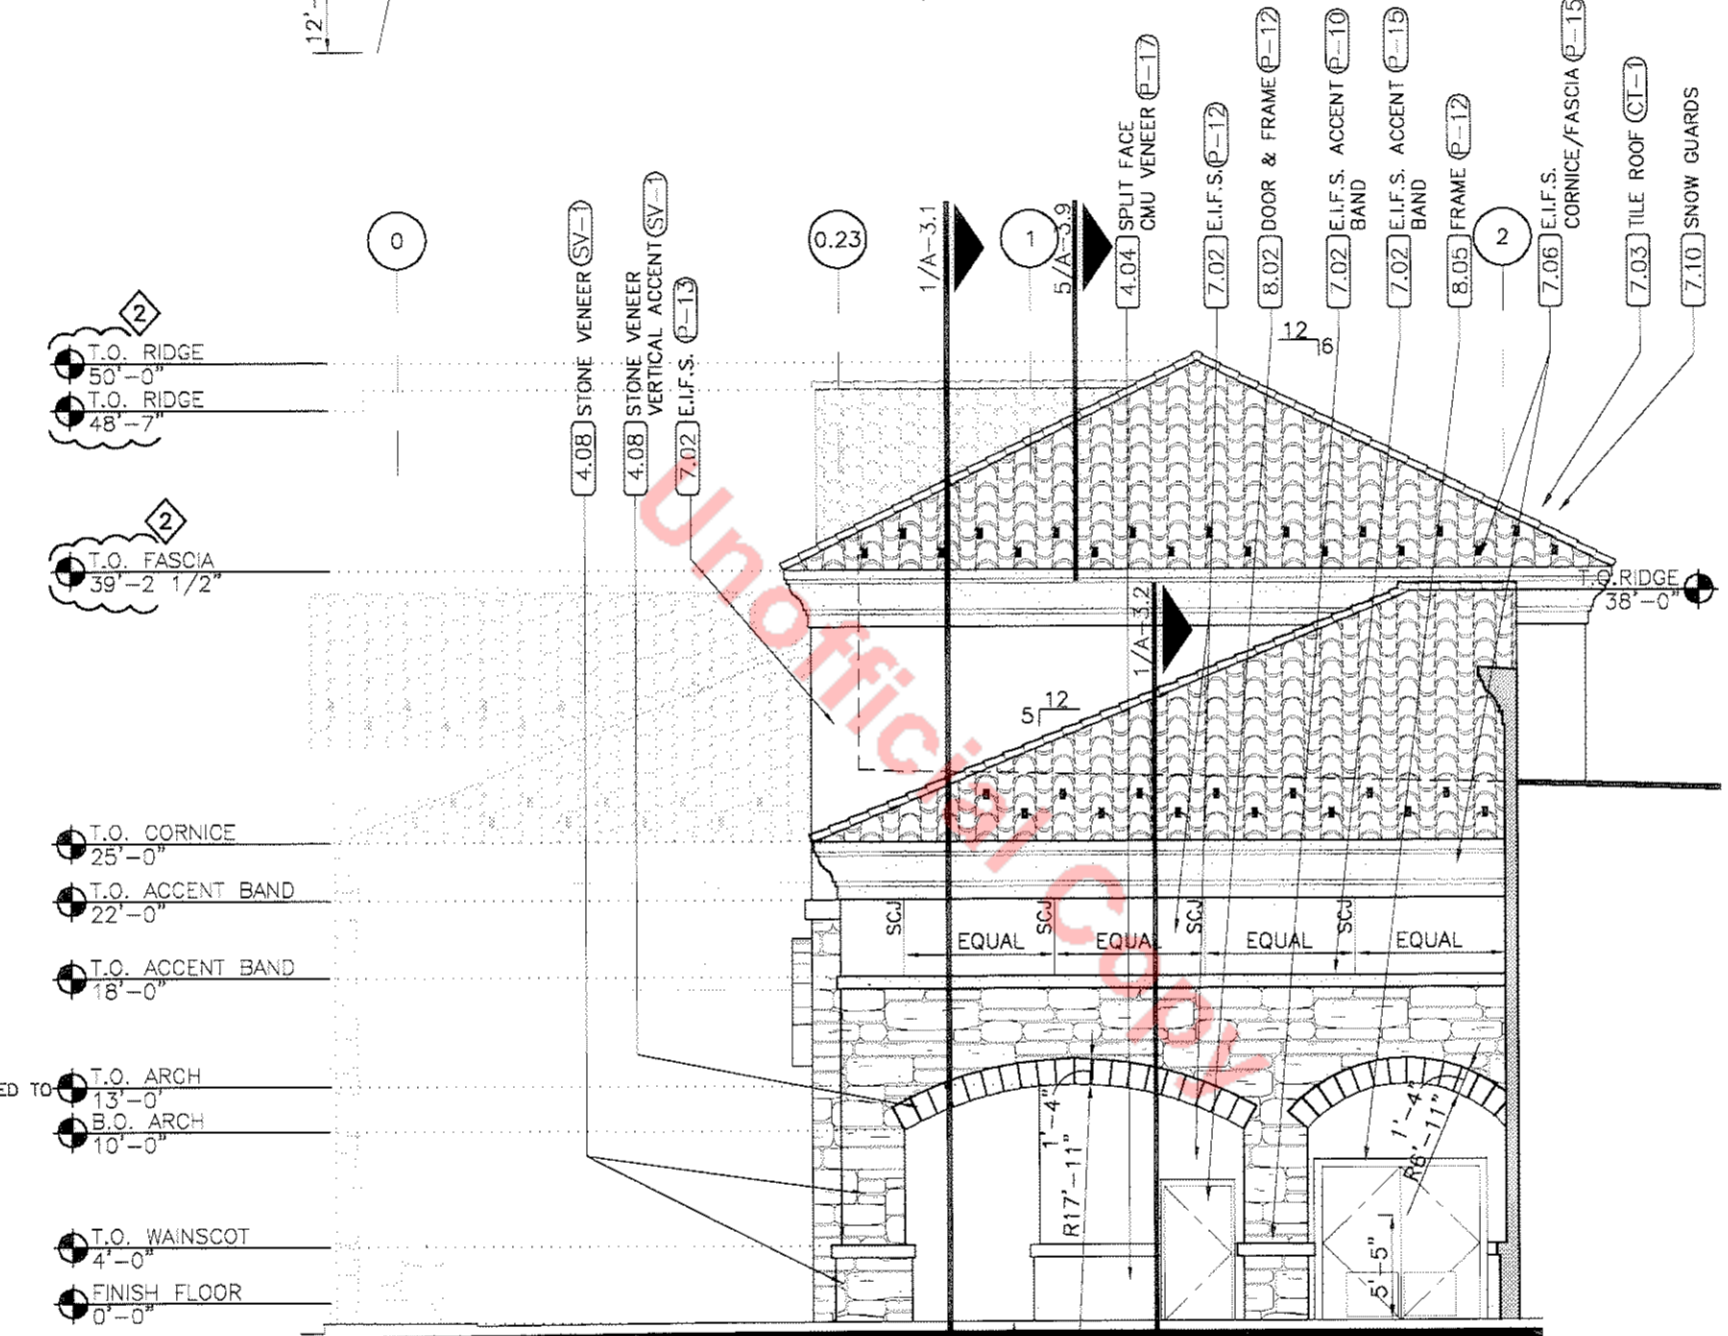 12'-
0
0.23
1
2
1/A-3.1
5/A-3.9
4.08 STONE VENEER SV-1
4.08 STONE VENEER
VERTICAL ACCENT SV-1
7.02 E.I.F.S. P-13
4.04 SPLIT FACE
CMU VENEER P-17
7.02 E.I.F.S. P-12
8.02 DOOR & FRAME P-12
7.02 E.I.F.S. ACCENT P-10
BAND
7.02 E.I.F.S. ACCENT P-15
BAND
8.05 FRAME P-12
7.06 E.I.F.S.
CORNICE/FASCIA P-15
7.03 TILE ROOF CT-1
7.10 SNOW GUARDS
2
T.O. RIDGE
50'-0"
T.O. RIDGE
48'-7"
12
6
2
T.O. FASCIA
39'-2 1/2"
T.O.RIDGE
38'-0"
1/A-3.2
12
5
Unofficial Copy
T.O. CORNICE
25'-0"
T.O. ACCENT BAND
22'-0"
SCJ
SCJ
SCJ
SCJ
EQUAL
EQUAL
EQUAL
EQUAL
T.O. ACCENT BAND
18'-0"
ED TO
T.O. ARCH
13'-0"
B.O. ARCH
10'-0"
1'-4"
R17'-11"
1'-4"
R6'-11"
T.O. WAINSCOT
4'-0"
5'-5"
FINISH FLOOR
0'-0"